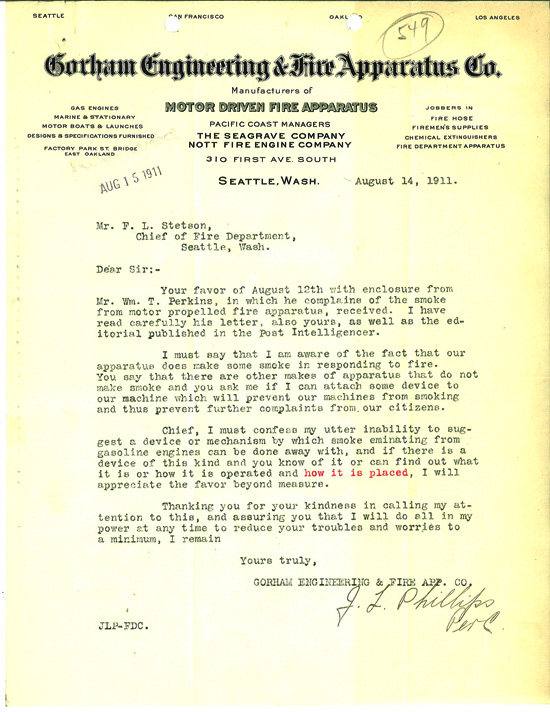 SEATTLE SAN FRANCISCO OAKLAND LOS ANGELES
549
Gorham Engineering & Fire Apparatus Co.
Manufacturers of
MOTOR DRIVEN FIRE APPARATUS
GAS ENGINES
MARINE & STATIONARY
MOTOR BOATS & LAUNCHES
DESIGNS & SPECIFICATIONS FURNISHED
FACTORY PARK ST. BRIDGE
EAST OAKLAND
PACIFIC COAST MANAGERS
THE SEAGRAVE COMPANY
NOTT FIRE ENGINE COMPANY
310 FIRST AVE. SOUTH
JOBBERS IN
FIRE HOSE
FIREMEN'S SUPPLIES
CHEMICAL EXTINGUISHERS
FIRE DEPARTMENT APPARATUS
AUG 15 1911
SEATTLE, WASH. August 14, 1911.
Mr. F. L. Stetson,
Chief of Fire Department,
Seattle, Wash.
Dear Sir:-
Your favor of August 12th with enclosure from
Mr. Wm. T. Perkins, in which he complains of the smoke
from motor propelled fire apparatus, received. I have
read carefully his letter, also yours, as well as the ed-
itorial published in the Post Intelligencer.
I must say that I am aware of the fact that our
apparatus does make some smoke in responding to fire.
You say that there are other makes of apparatus that do not
make smoke and you ask me if I can attach some device to
our machine which will prevent our machines from smoking
and thus prevent further complaints from our citizens.
Chief, I must confess my utter inability to sug-
gest a device or mechanism by which smoke eminating from
gasoline engines can be done away with, and if there is a
device of this kind and you know of it or can find out what
it is or how it is operated and how it is placed, I will
appreciate the favor beyond measure.
Thanking you for your kindness in calling my at-
tention to this, and assuring you that I will do all in my
power at any time to reduce your troubles and worries to
a minimum, I remain
Yours truly,
GORHAM ENGINEERING & FIRE APP. CO.
J. L. Phillips
Per C.
JLP-FDC.